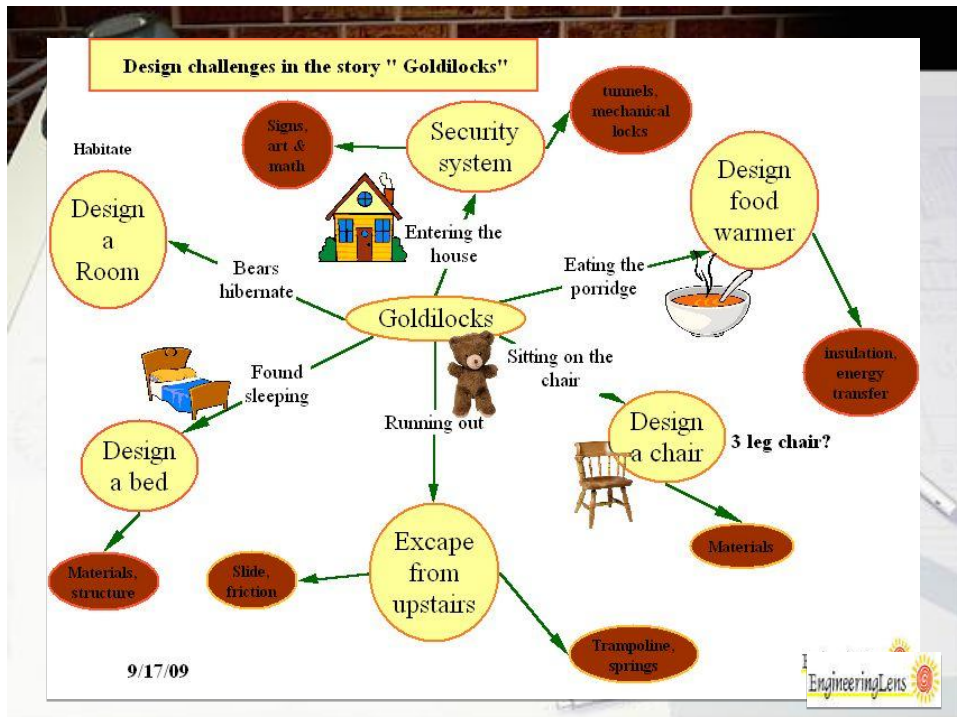 Design challenges in the story " Goldilocks"
Signs,
art &
math
Security
system
tunnels,
mechanical
locks
Habitate
Design
a
Room
Design
food
warmer
Entering the
house
Bears
hibernate
Eating the
porridge
Goldilocks
Found
sleeping
Sitting on the
chair
insulation,
energy
transfer
Running out
Design
a chair
3 leg chair?
Design
a bed
Materials
Excape
from
upstairs
Materials,
structure
Slide,
friction
Trampoline,
springs
9/17/09
EngineeringLens